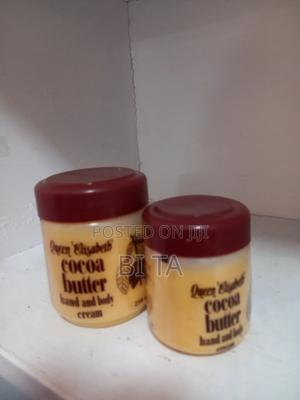 Queen Elisabeth
cocoa
butter
hand and body
cream
Queen Elisabeth
cocoa
butter
hand and body
cream
POSTED ON JIJI
BI TA